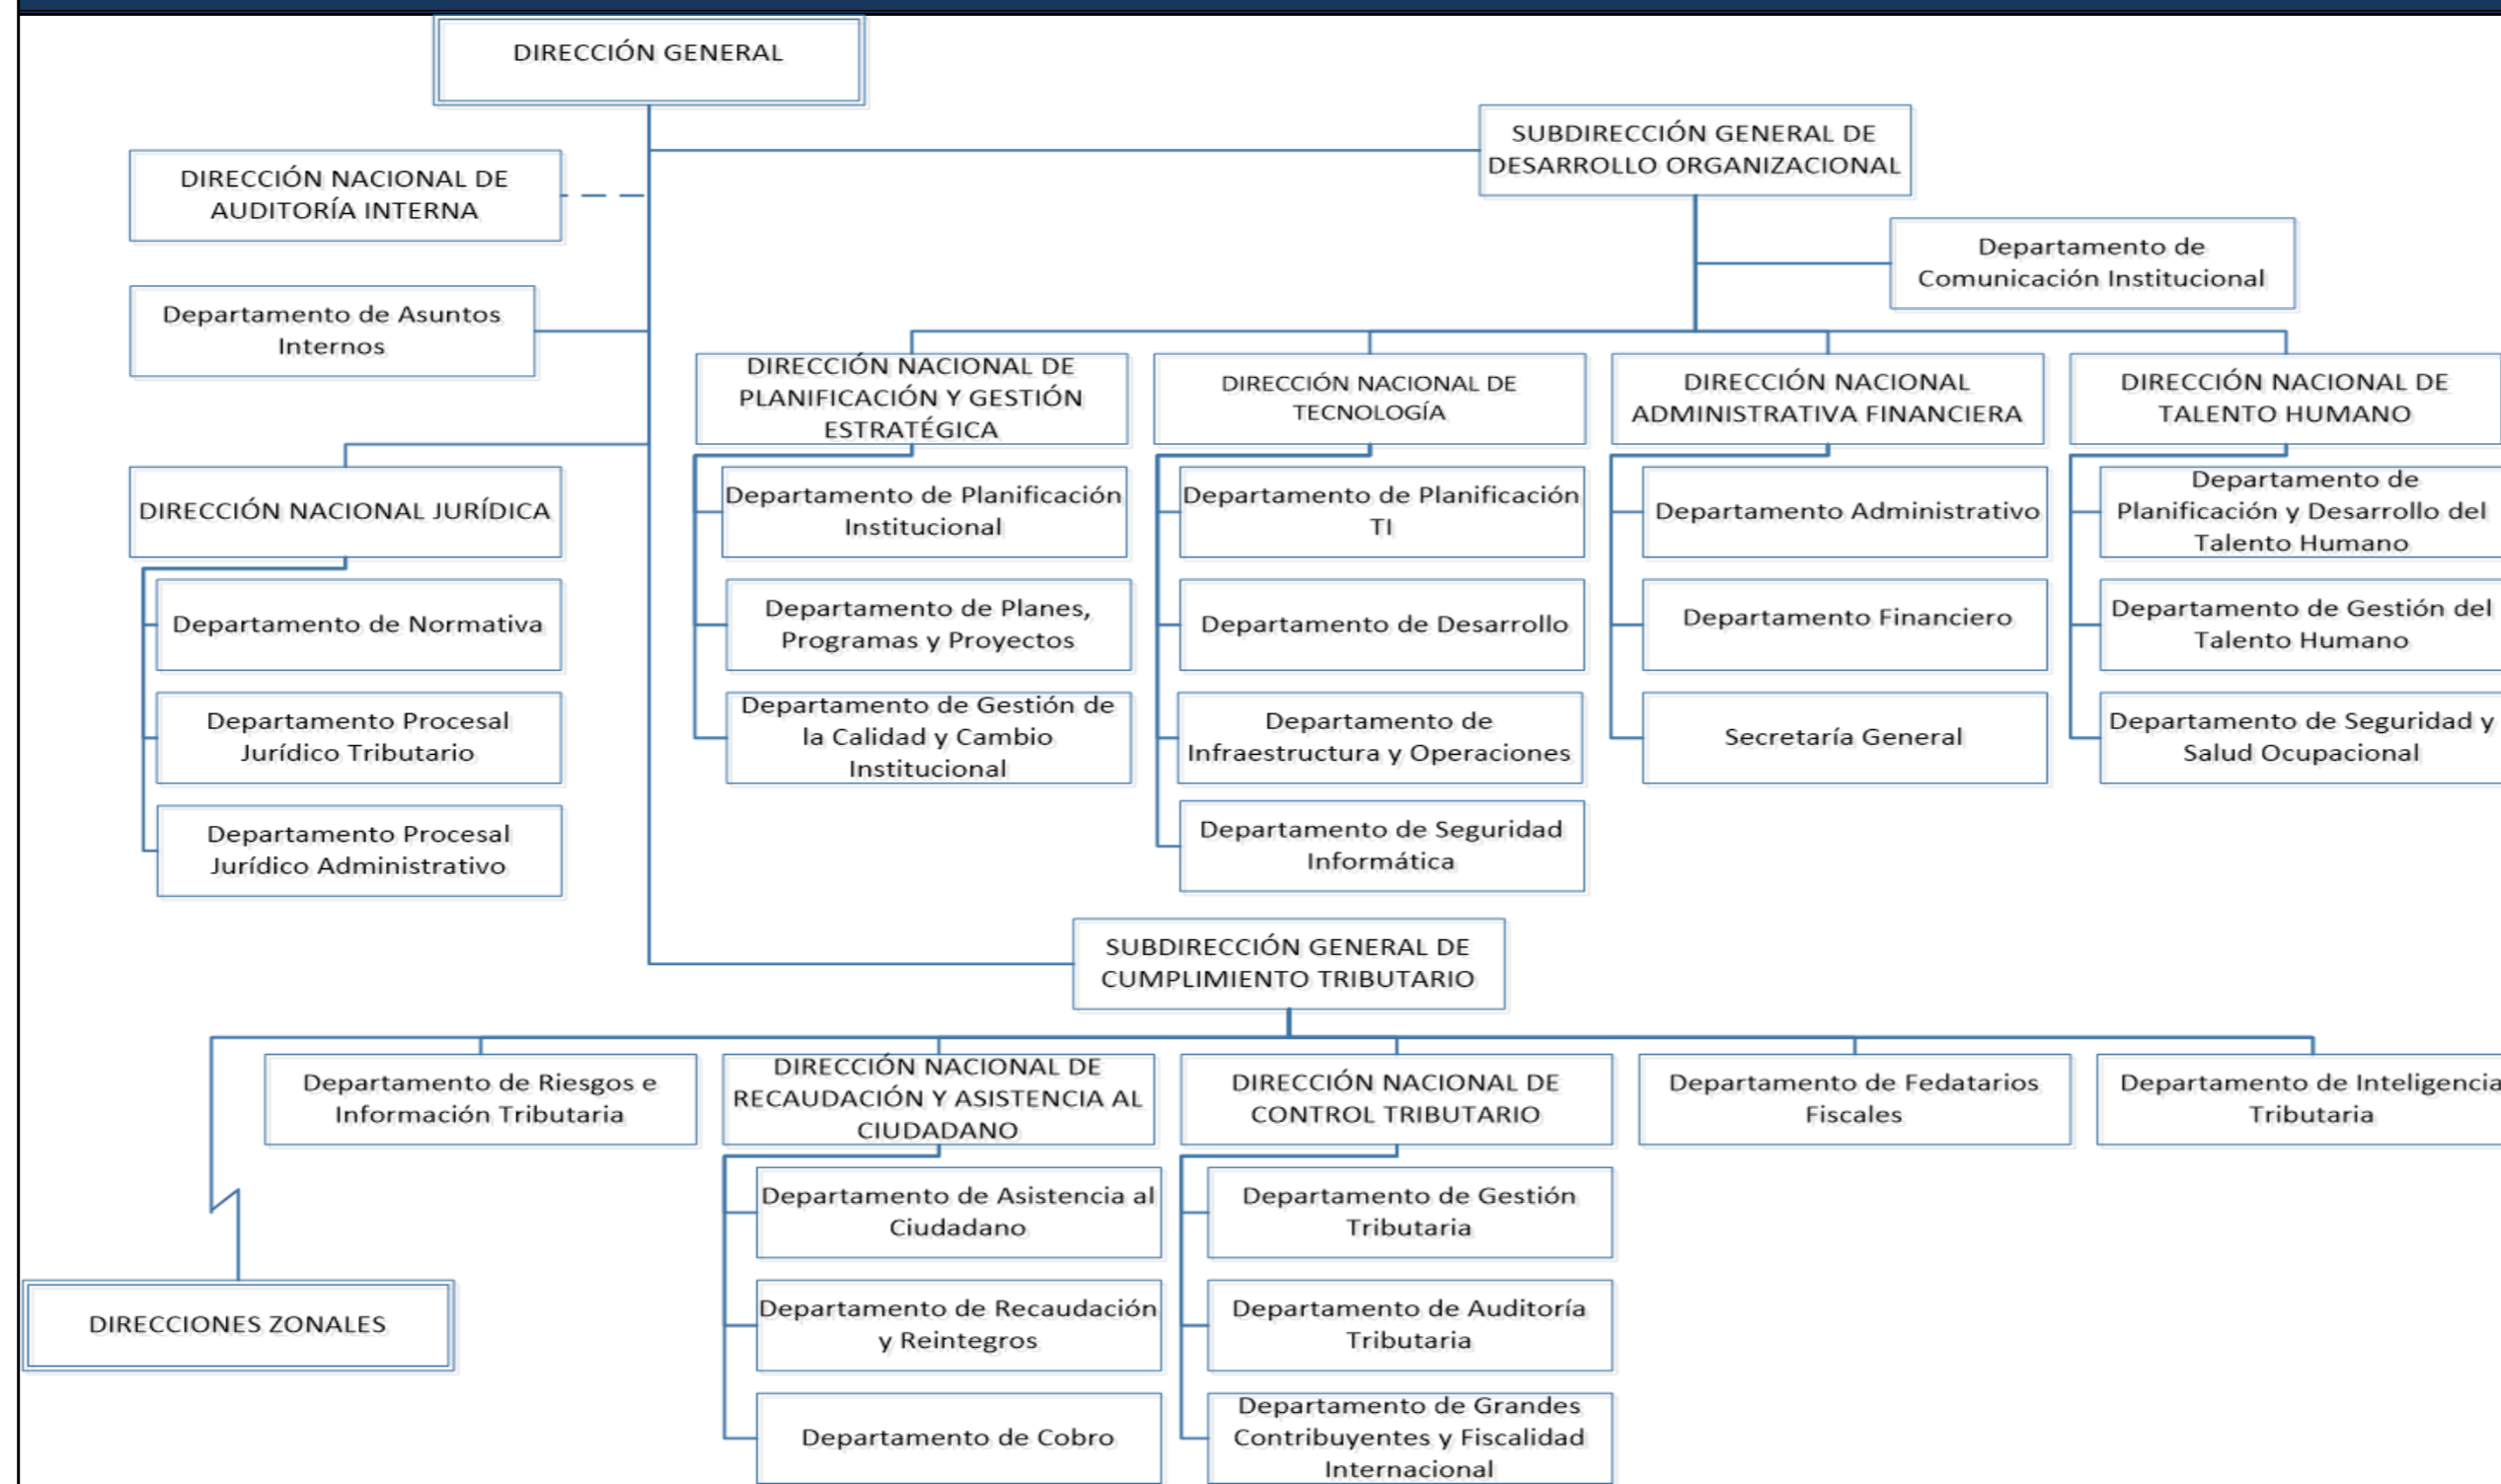 DIRECCIÓN GENERAL
SUBDIRECCIÓN GENERAL DE
DESARROLLO ORGANIZACIONAL
DIRECCIÓN NACIONAL DE
AUDITORÍA INTERNA
Departamento de
Comunicación Institucional
Departamento de Asuntos
Internos
DIRECCIÓN NACIONAL DE
PLANIFICACIÓN Y GESTIÓN
ESTRATÉGICA
DIRECCIÓN NACIONAL DE
TECNOLOGÍA
DIRECCIÓN NACIONAL
ADMINISTRATIVA FINANCIERA
DIRECCIÓN NACIONAL DE
TALENTO HUMANO
DIRECCIÓN NACIONAL JURÍDICA
Departamento de Planificación
Institucional
Departamento de Planificación
TI
Departamento Administrativo
Departamento de
Planificación y Desarrollo del
Talento Humano
Departamento de Normativa
Departamento de Planes,
Programas y Proyectos
Departamento de Desarrollo
Departamento Financiero
Departamento de Gestión del
Talento Humano
Departamento Procesal
Jurídico Tributario
Departamento de Gestión de
la Calidad y Cambio
Institucional
Departamento de
Infraestructura y Operaciones
Secretaría General
Departamento de Seguridad y
Salud Ocupacional
Departamento Procesal
Jurídico Administrativo
Departamento de Seguridad
Informática
SUBDIRECCIÓN GENERAL DE
CUMPLIMIENTO TRIBUTARIO
Departamento de Riesgos e
Información Tributaria
DIRECCIÓN NACIONAL DE
RECAUDACIÓN Y ASISTENCIA AL
CIUDADANO
DIRECCIÓN NACIONAL DE
CONTROL TRIBUTARIO
Departamento de Fedatarios
Fiscales
Departamento de Inteligencia
Tributaria
Departamento de Asistencia al
Ciudadano
Departamento de Gestión
Tributaria
DIRECCIONES ZONALES
Departamento de Recaudación
y Reintegros
Departamento de Auditoría
Tributaria
Departamento de Cobro
Departamento de Grandes
Contribuyentes y Fiscalidad
Internacional